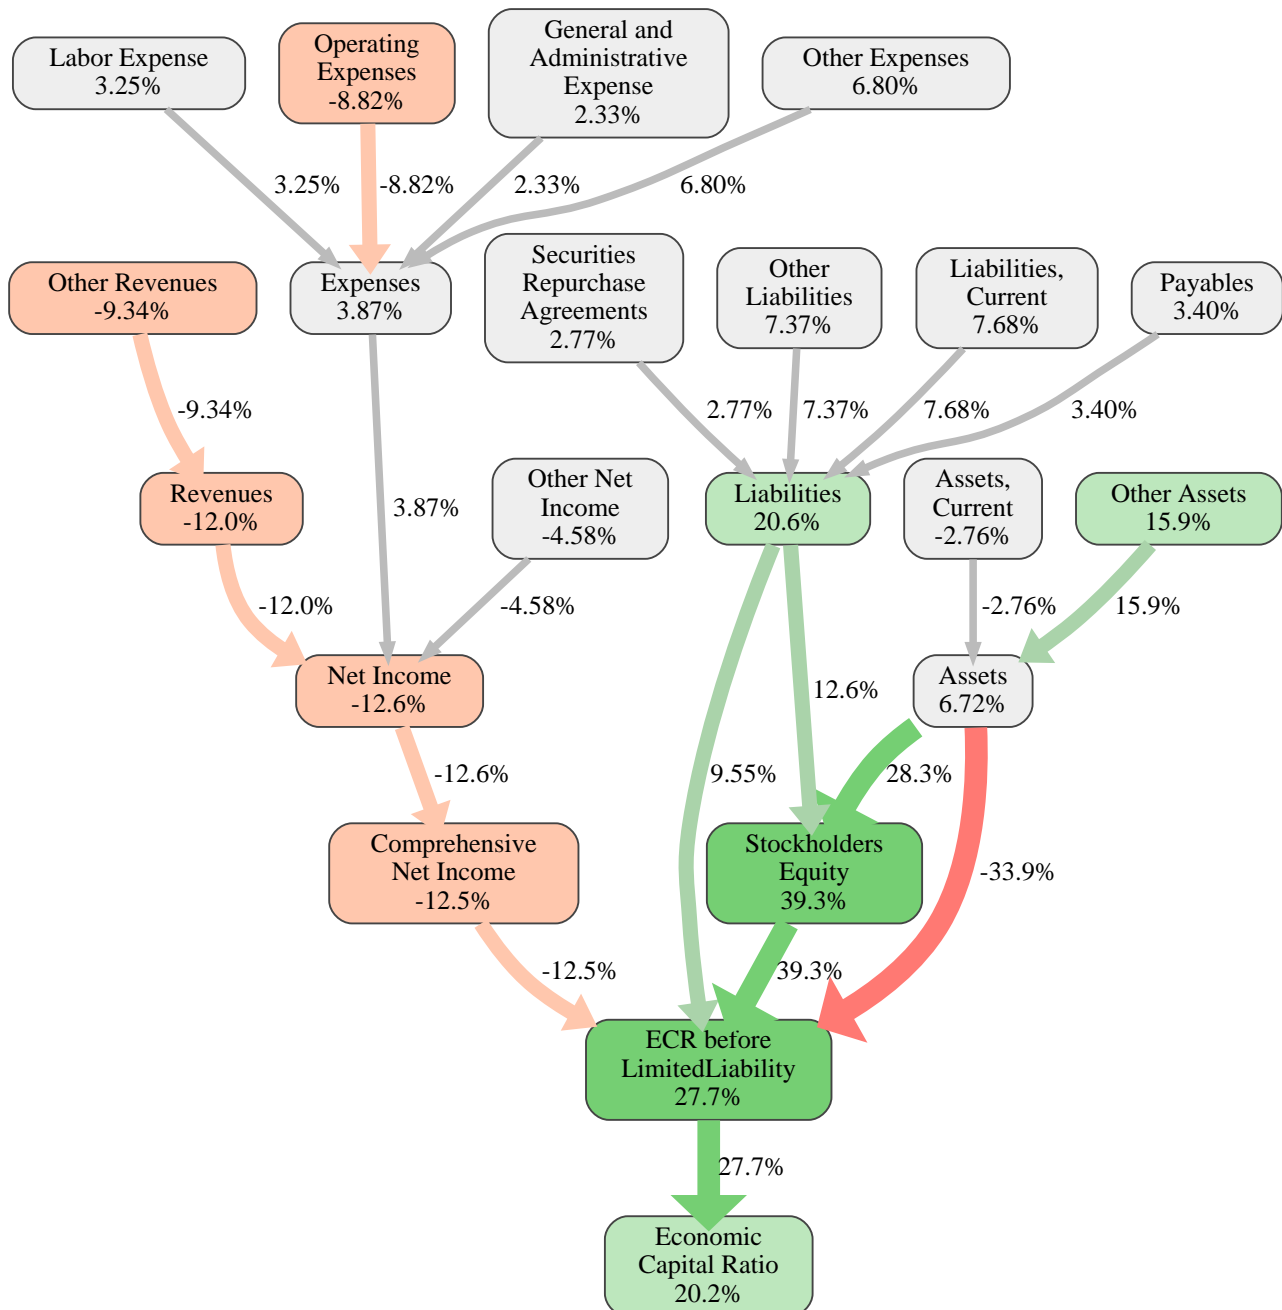 Labor Expense
3.25%
Operating
Expenses
-8.82%
General and
Administrative
Expense
2.33%
Other Expenses
6.80%
3.25%
-8.82%
2.33%
6.80%
Other Revenues
-9.34%
Expenses
3.87%
Securities
Repurchase
Agreements
2.77%
Other
Liabilities
7.37%
Liabilities,
Current
7.68%
Payables
3.40%
-9.34%
2.77%
7.37%
7.68%
3.40%
Revenues
-12.0%
3.87%
Other Net
Income
-4.58%
Liabilities
20.6%
Assets,
Current
-2.76%
Other Assets
15.9%
-12.0%
-4.58%
-2.76%
15.9%
Net Income
-12.6%
12.6%
Assets
6.72%
-12.6%
9.55%
28.3%
Comprehensive
Net Income
-12.5%
Stockholders
Equity
39.3%
-33.9%
-12.5%
39.3%
ECR before
LimitedLiability
27.7%
27.7%
Economic
Capital Ratio
20.2%